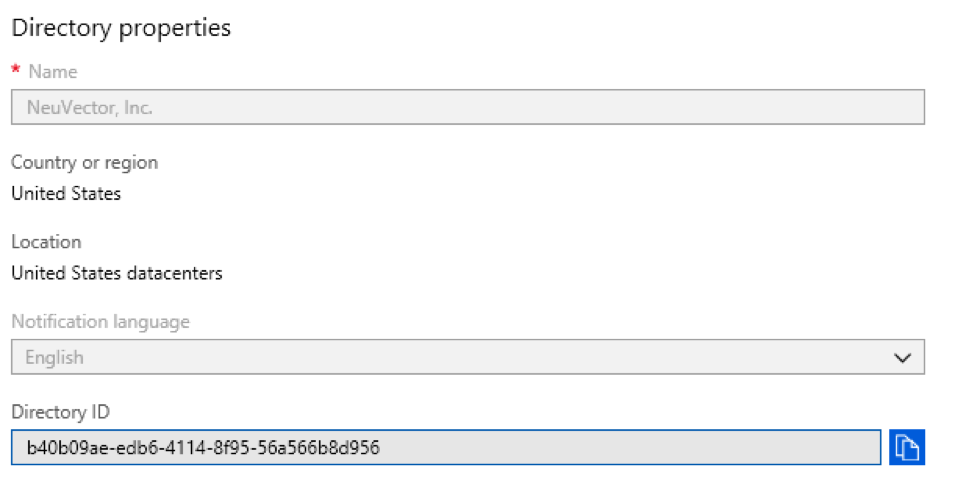 Directory properties
* Name
NeuVector, Inc.
Country or region
United States
Location
United States datacenters
Notification language
English
Directory ID
b40b09ae-edb6-4114-8f95-56a566b8d956